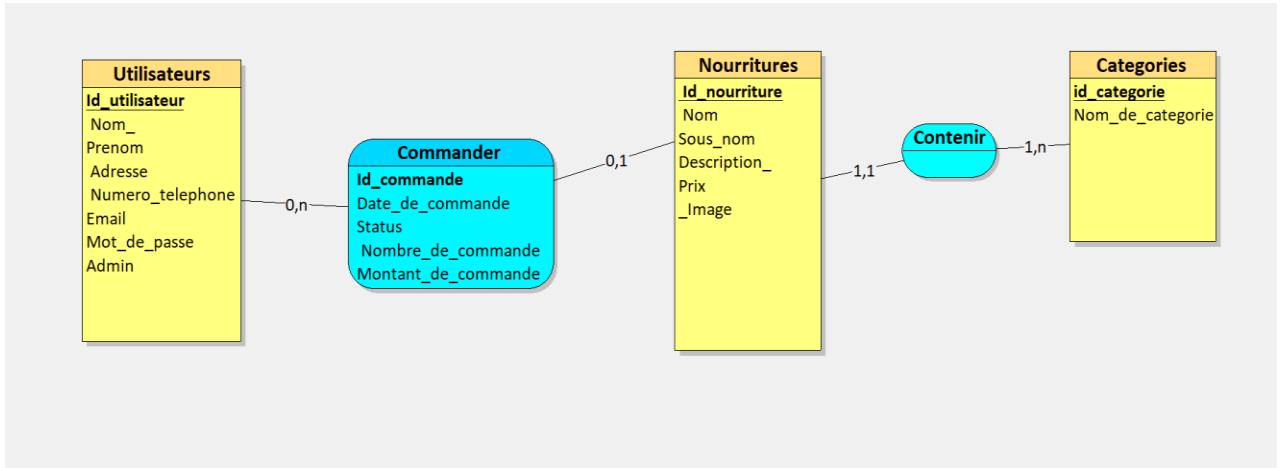 Utilisateurs
Id_utilisateur
Nom_
Prenom
Adresse
Numero_telephone
Email
Mot_de_passe
Admin
0,n
Commander
Id_commande
Date_de_commande
Status
Nombre_de_commande
Montant_de_commande
0,1
Nourritures
Id_nourriture
Nom
Sous_nom
Description_
Prix
_Image
1,1
Contenir
1,n
Categories
id_categorie
Nom_de_categorie